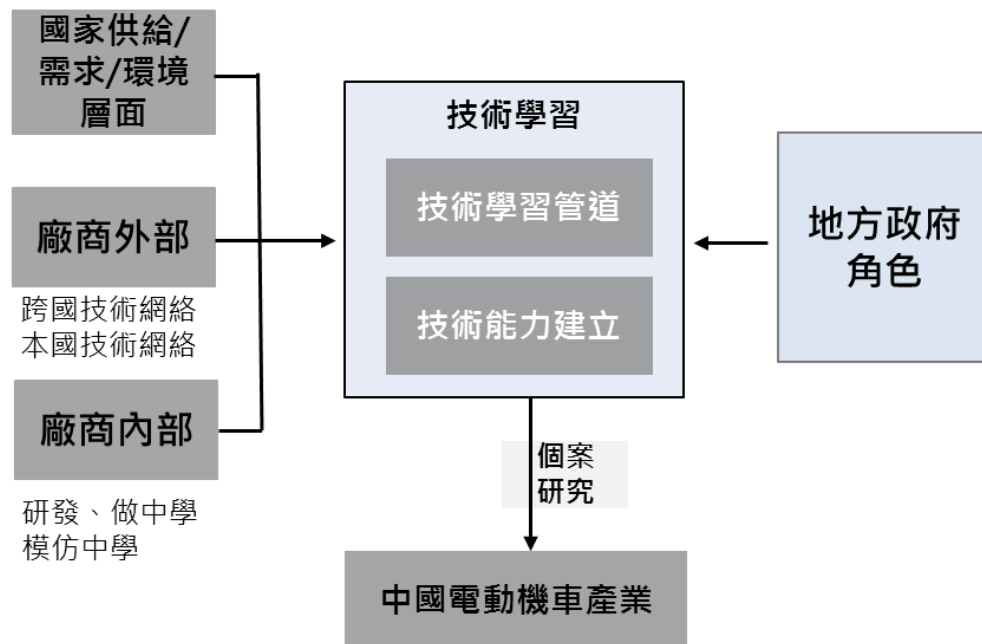 國家供給/
需求/環境
層面
技術學習
技術學習管道
技術能力建立
廠商外部
跨國技術網絡
本國技術網絡
廠商內部
研發、做中學
模仿中學
地方政府
角色
個案
研究
中國電動機車產業